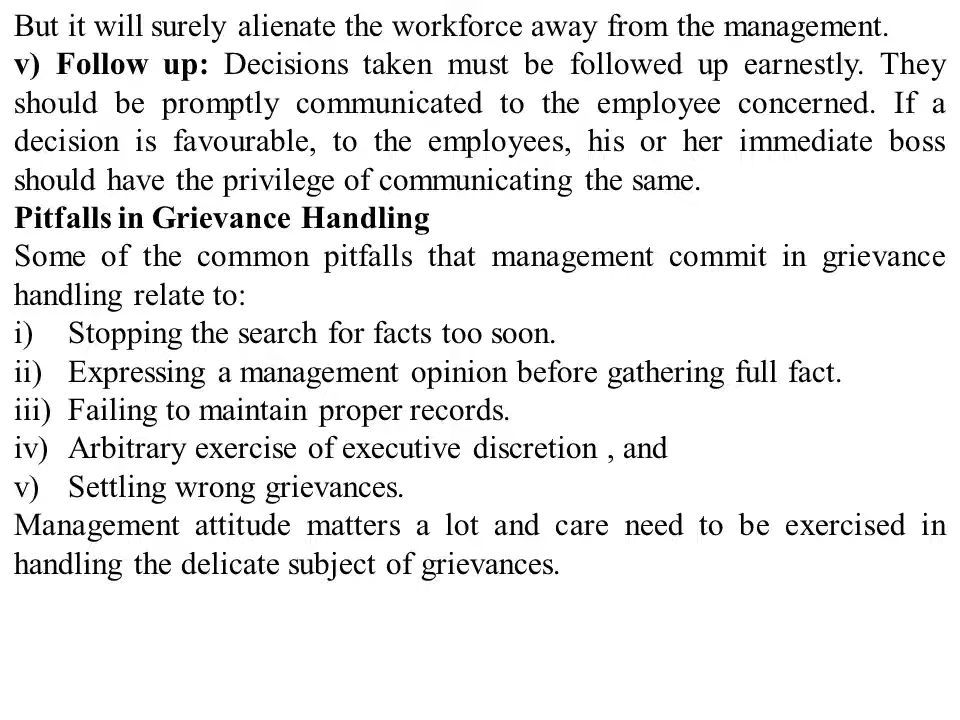 But it will surely alienate the workforce away from the management.
v) Follow up: Decisions taken must be followed up earnestly. They
should be promptly communicated to the employee concerned. If a
decision is favourable, to the employees, his or her immediate boss
should have the privilege of communicating the same.
Pitfalls in Grievance Handling
Some of the common pitfalls that management commit in grievance
handling relate to:
i) Stopping the search for facts too soon.
ii) Expressing a management opinion before gathering full fact.
iii) Failing to maintain proper records.
iv) Arbitrary exercise of executive discretion , and
v) Settling wrong grievances.
Management attitude matters a lot and care need to be exercised in
handling the delicate subject of grievances.